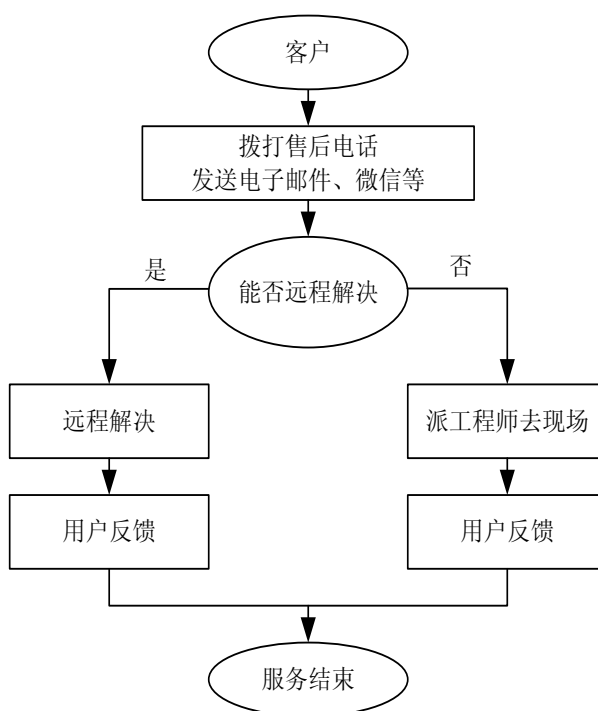 客户
拨打售后电话
发送电子邮件、微信等
能否远程解决
是
否
远程解决
派工程师去现场
用户反馈
用户反馈
服务结束